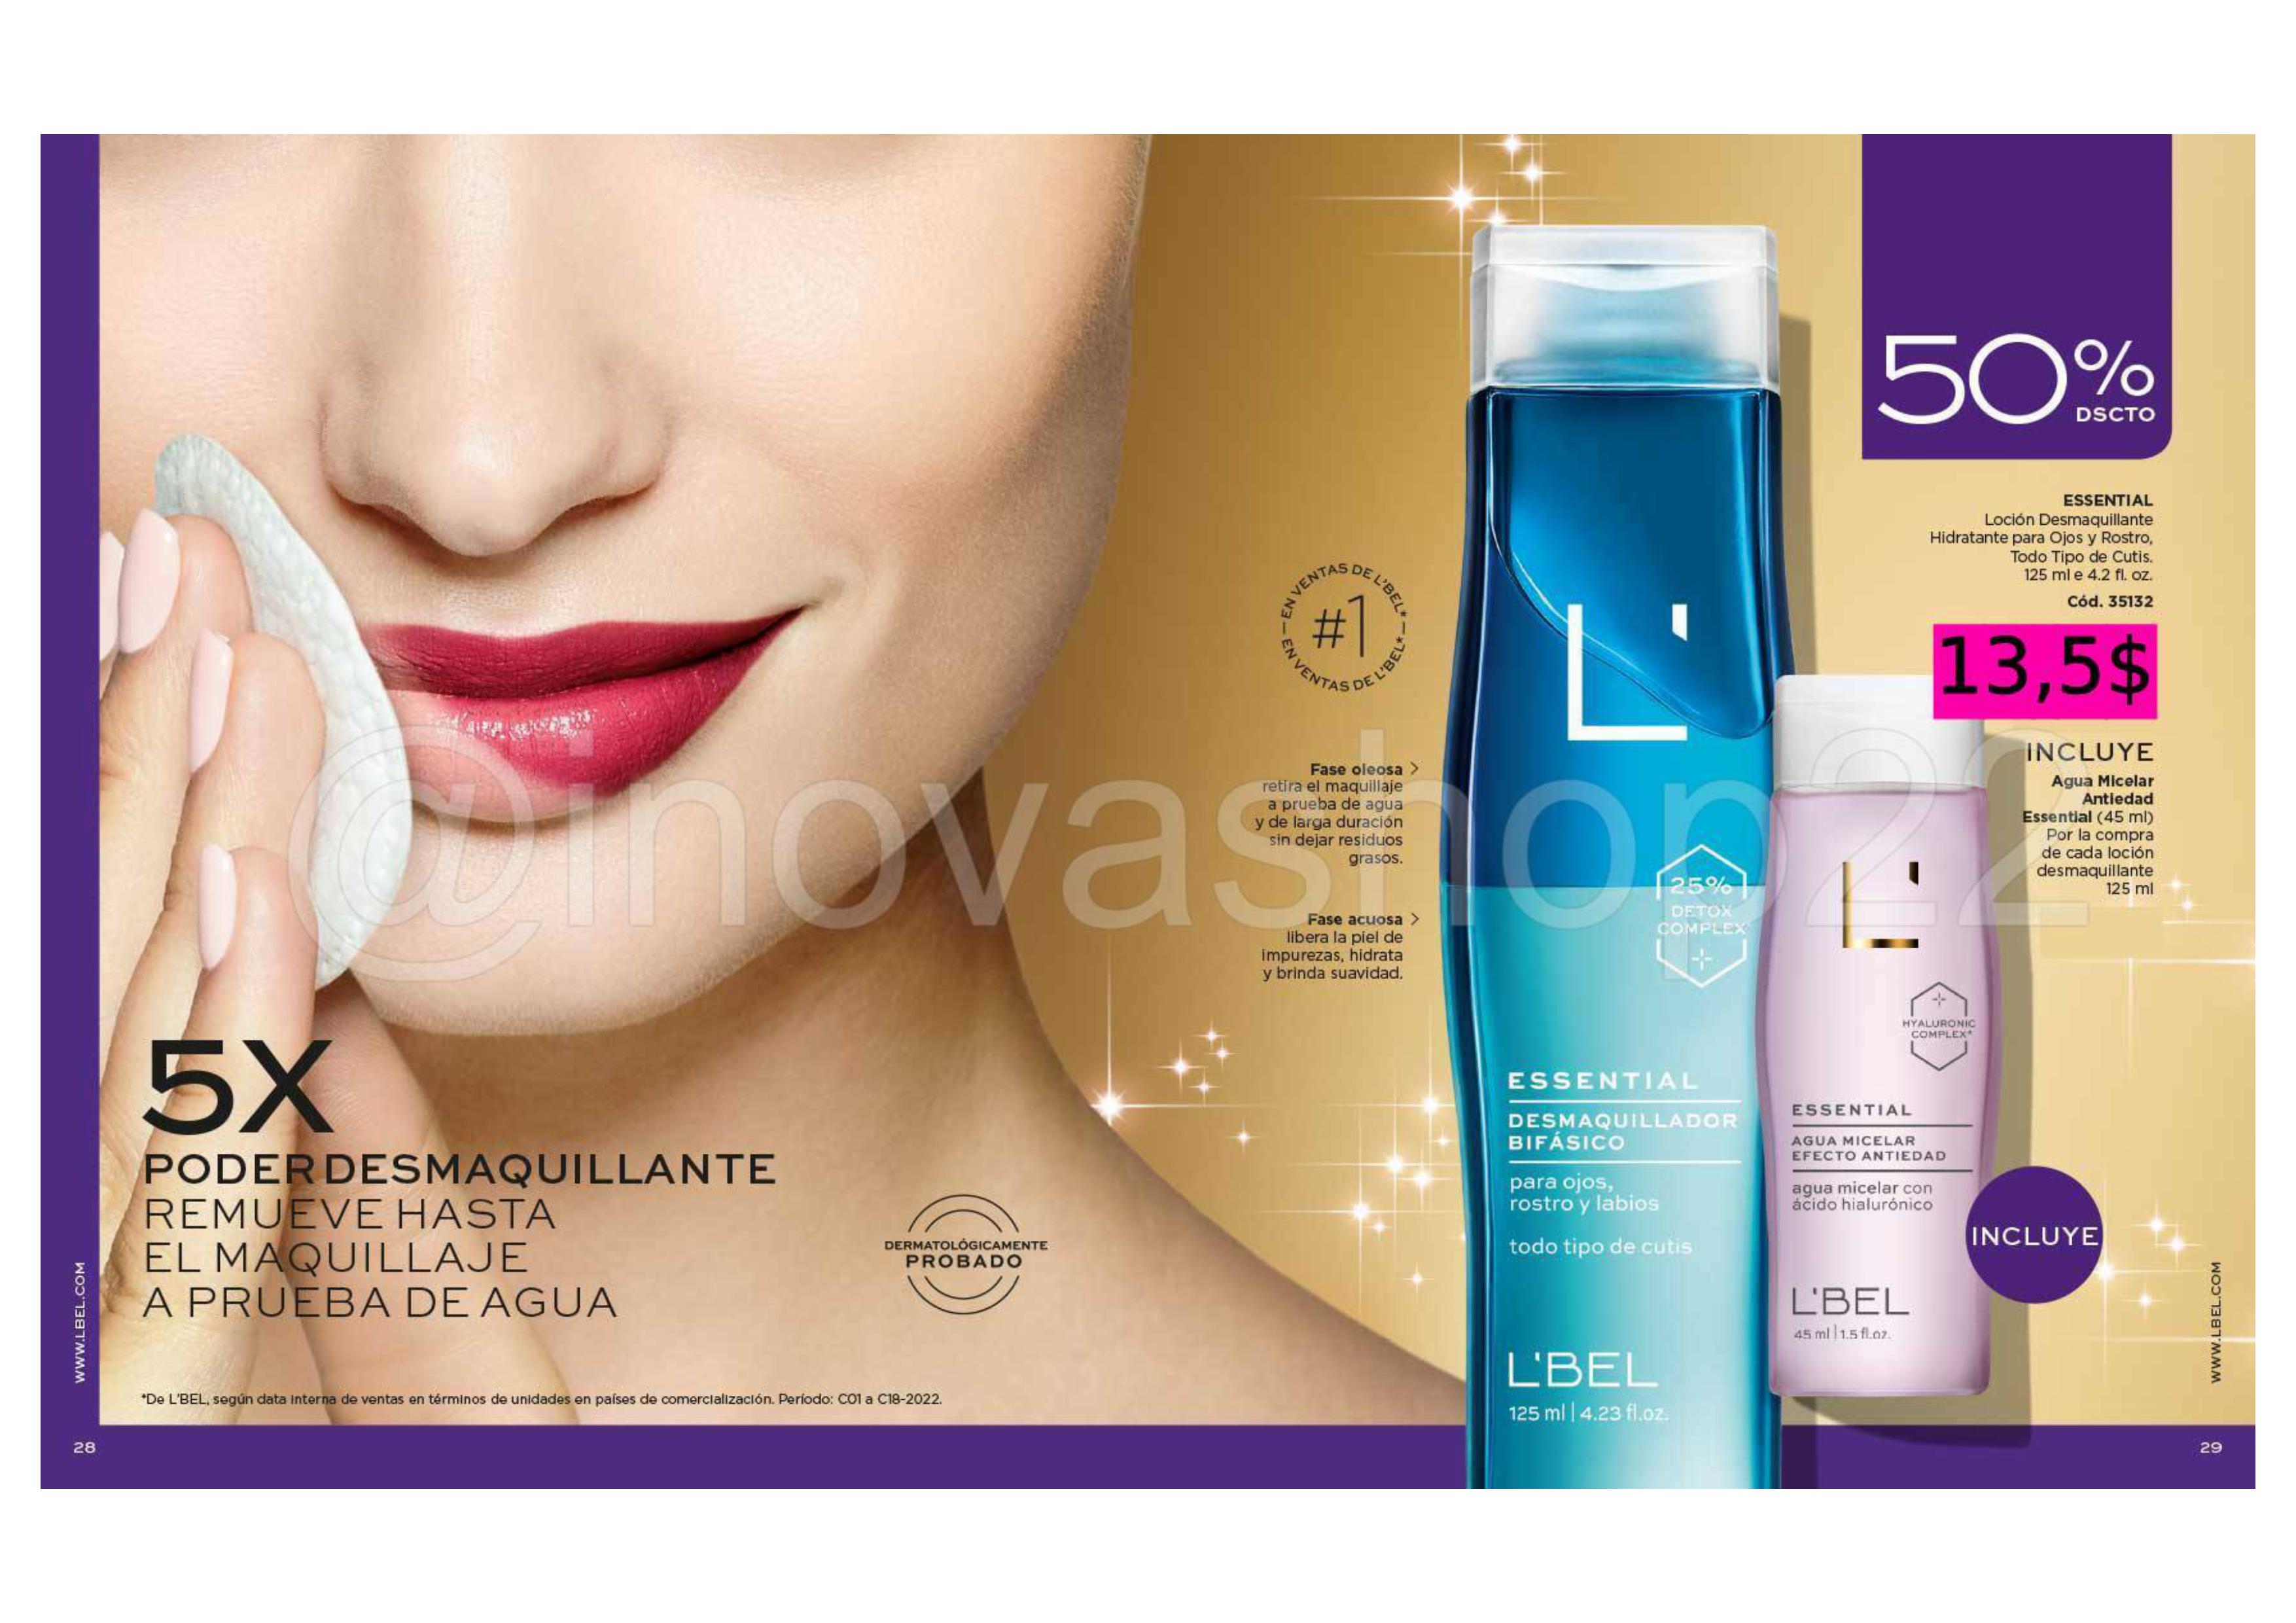 50%
DSCTO
ESSENTIAL
Loción Desmaquillante
Hidratante para Ojos y Rostro,
Todo Tipo de Cutis.
125 ml e 4.2 fl. oz.
Cód. 35132
13,5$
INCLUYE
Agua Micelar
Antiedad
Essential (45 ml)
Por la compra
de cada loción
desmaquillante
125 ml
EN VENTAS DE L'BEL*
#1
EN VENTAS DE L'BEL*
Fase oleosa >
retira el maquillaje
a prueba de agua
y de larga duración
sin dejar residuos
grasos.
Fase acuosa >
libera la piel de
impurezas, hidrata
y brinda suavidad.
@inovashop22
L'
25%
DETOX
COMPLEX
+
ESSENTIAL
DESMAQUILLADOR
BIFÁSICO
para ojos,
rostro y labios
todo tipo de cutis
L'BEL
125 ml | 4.23 fl.oz.
L'
+
HYALURONIC
COMPLEX*
ESSENTIAL
AGUA MICELAR
EFECTO ANTIEDAD
agua micelar con
ácido hialurónico
L'BEL
45 ml | 1.5 fl.oz.
INCLUYE
5X
PODER DESMAQUILLANTE
REMUEVE HASTA
EL MAQUILLAJE
A PRUEBA DE AGUA
DERMATOLÓGICAMENTE
PROBADO
*De L'BEL, según data interna de ventas en términos de unidades en países de comercialización. Período: C01 a C18-2022.
WWW.LBEL.COM
28
WWW.LBEL.COM
29